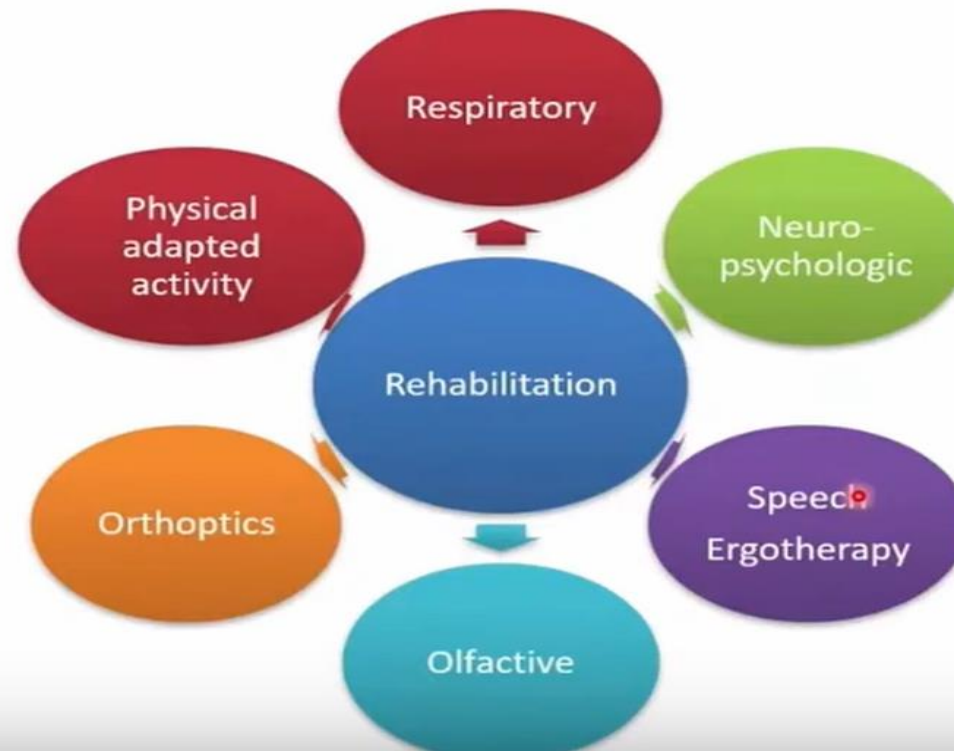 Respiratory
Physical
adapted
activity
Neuro-
psychologic
Rehabilitation
Orthoptics
Speech
Ergotherapy
Olfactive